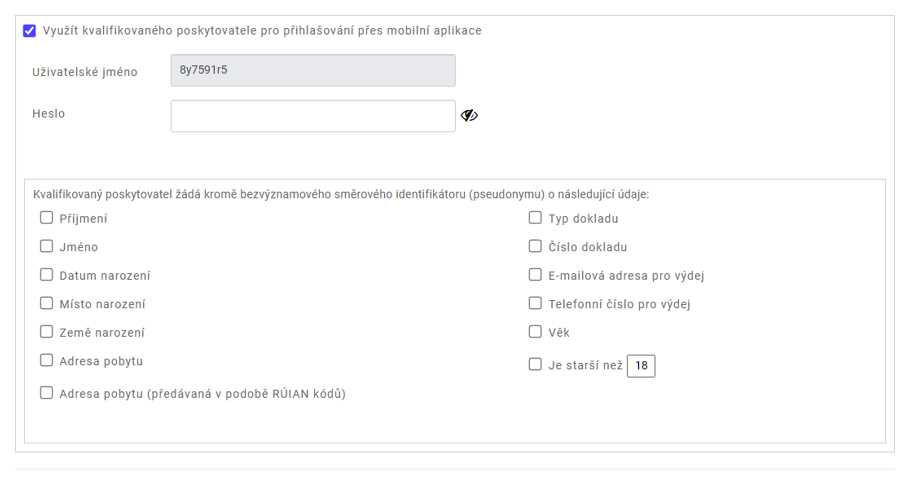 Využít kvalifikovaného poskytovatele pro přihlašování přes mobilní aplikace
Uživatelské jméno 8y7591r5
Heslo
Kvalifikovaný poskytovatel žádá kromě bezvýznamového směrového identifikátoru (pseudonymu) o následující údaje:
Příjmení
Typ dokladu
Jméno
Číslo dokladu
Datum narození
E-mailová adresa pro výdej
Místo narození
Telefonní číslo pro výdej
Země narození
Věk
Adresa pobytu
Je starší než 18
Adresa pobytu (předávaná v podobě RÚIAN kódů)